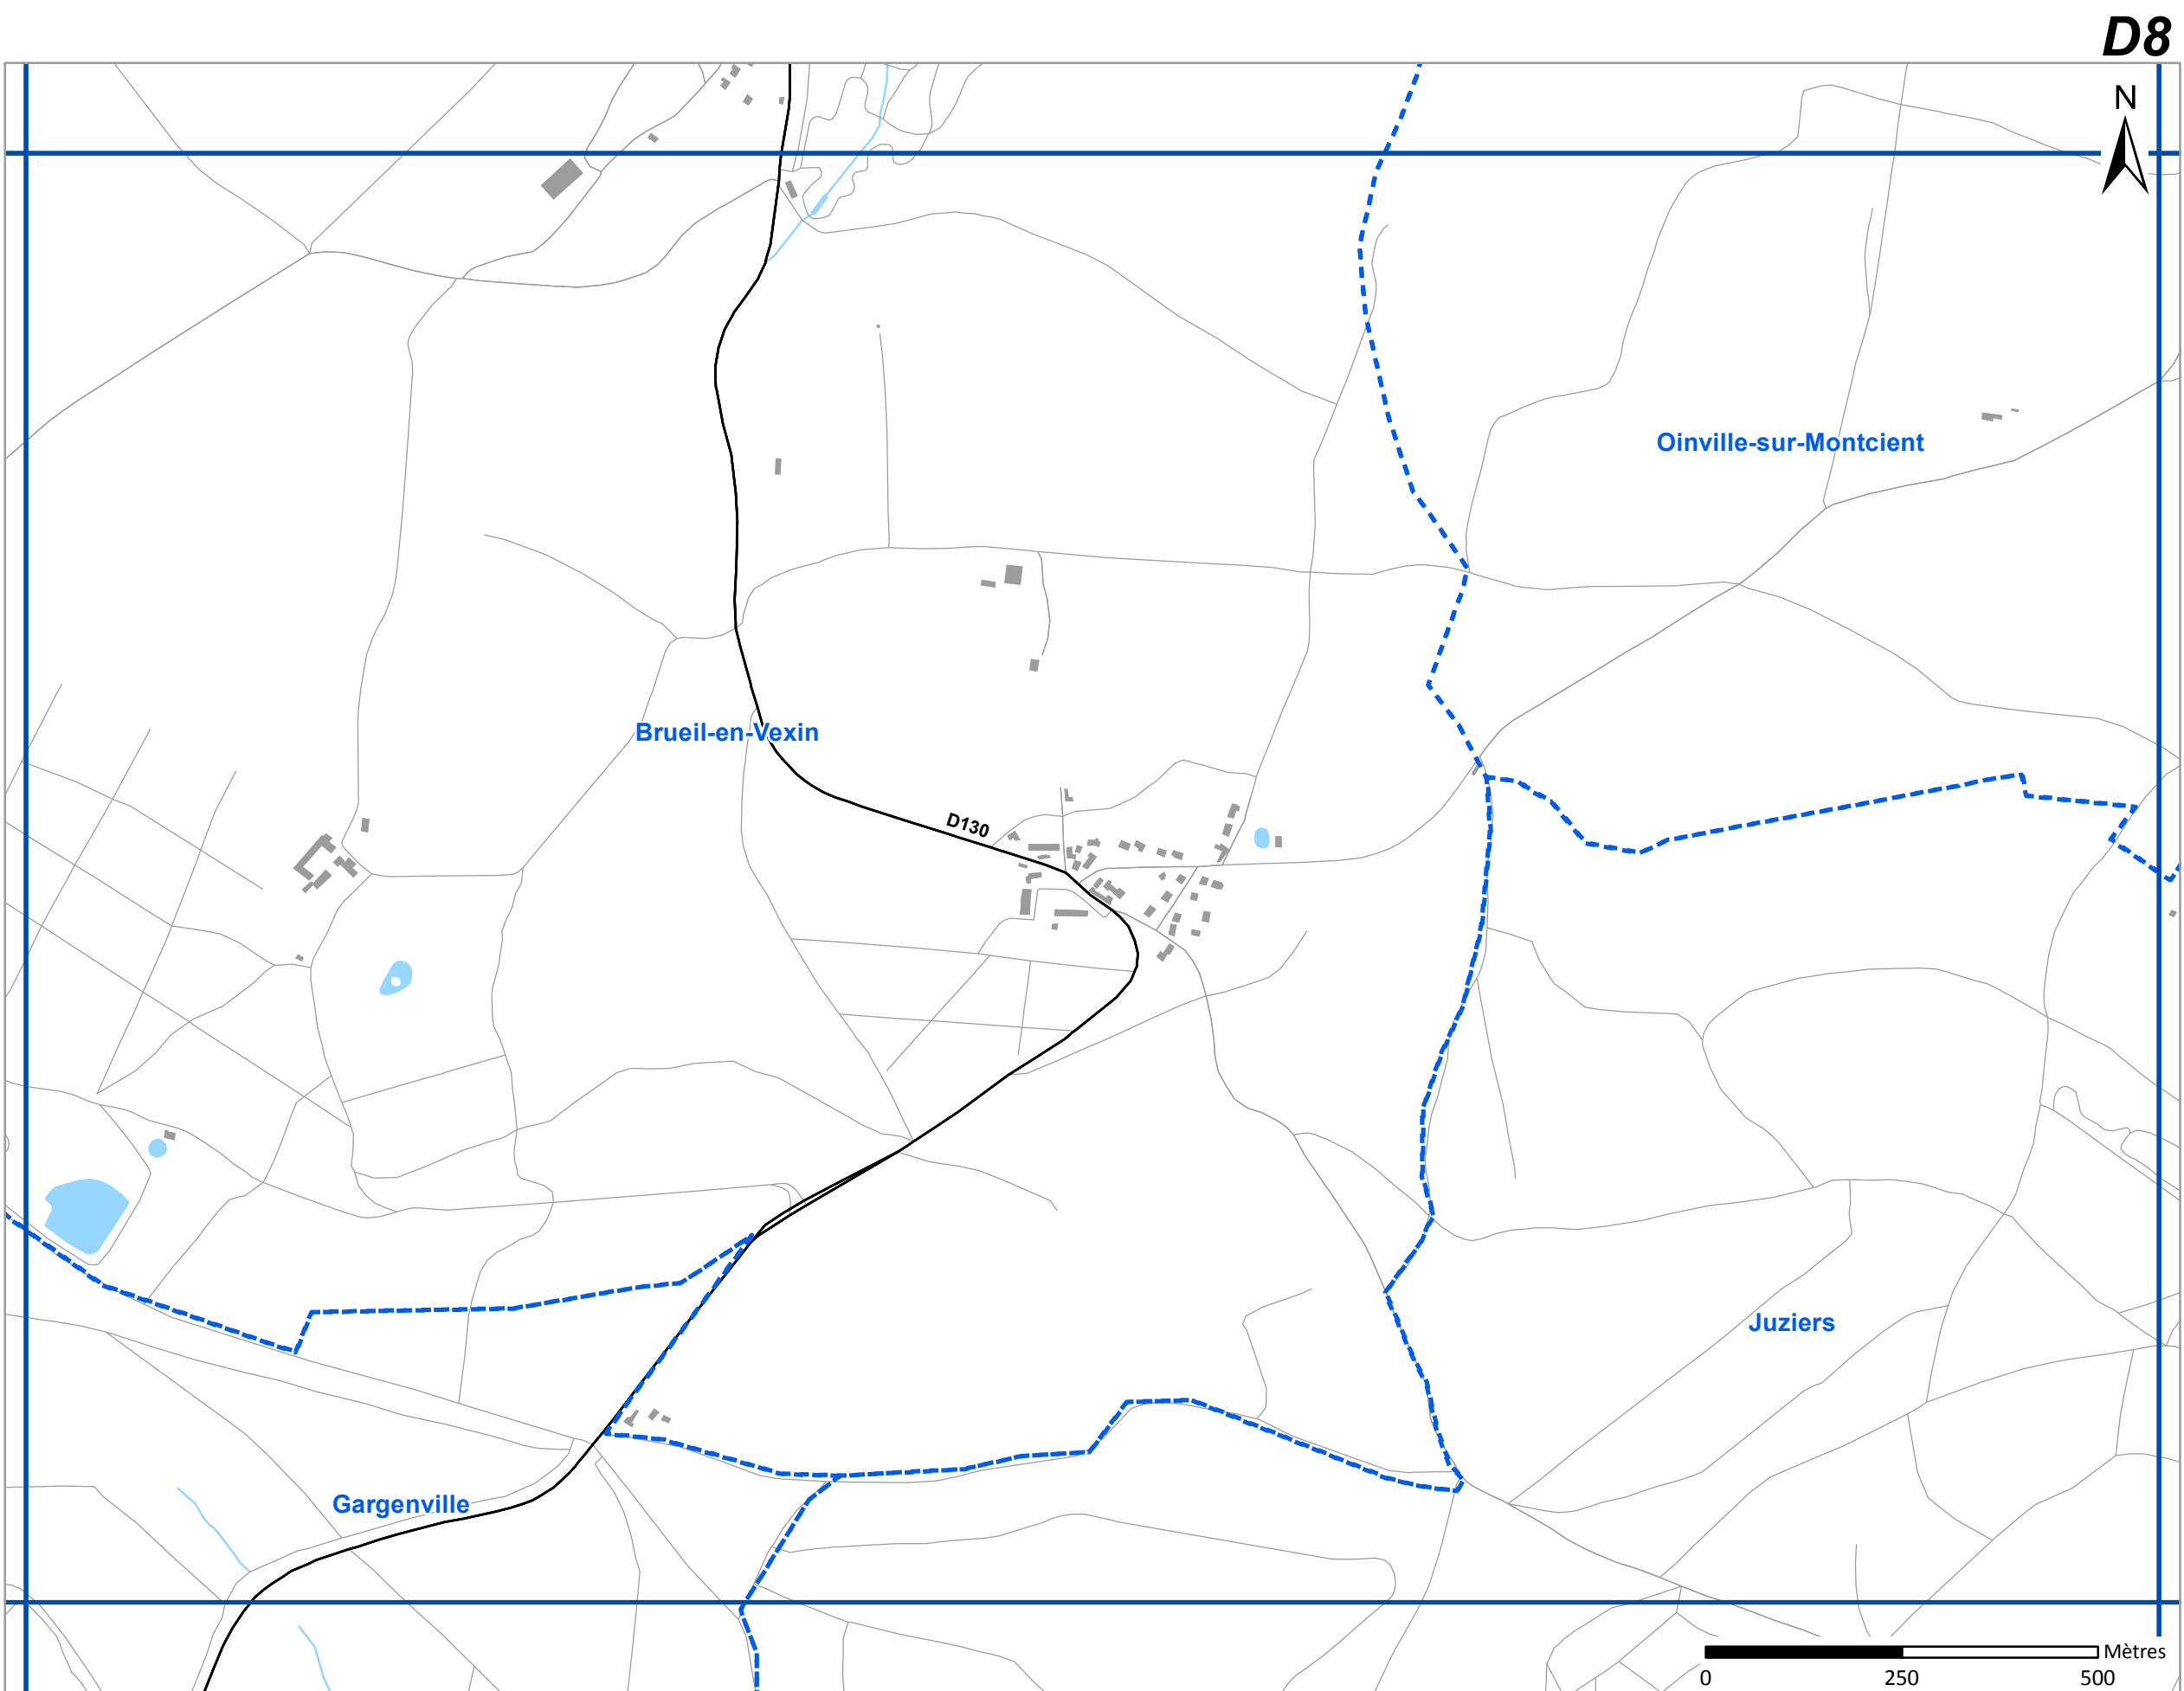 D8
N
Oinville-sur-Montcient
Brueil-en-Vexin
D130
Juziers
Gargenville
Mètres
0 250 500